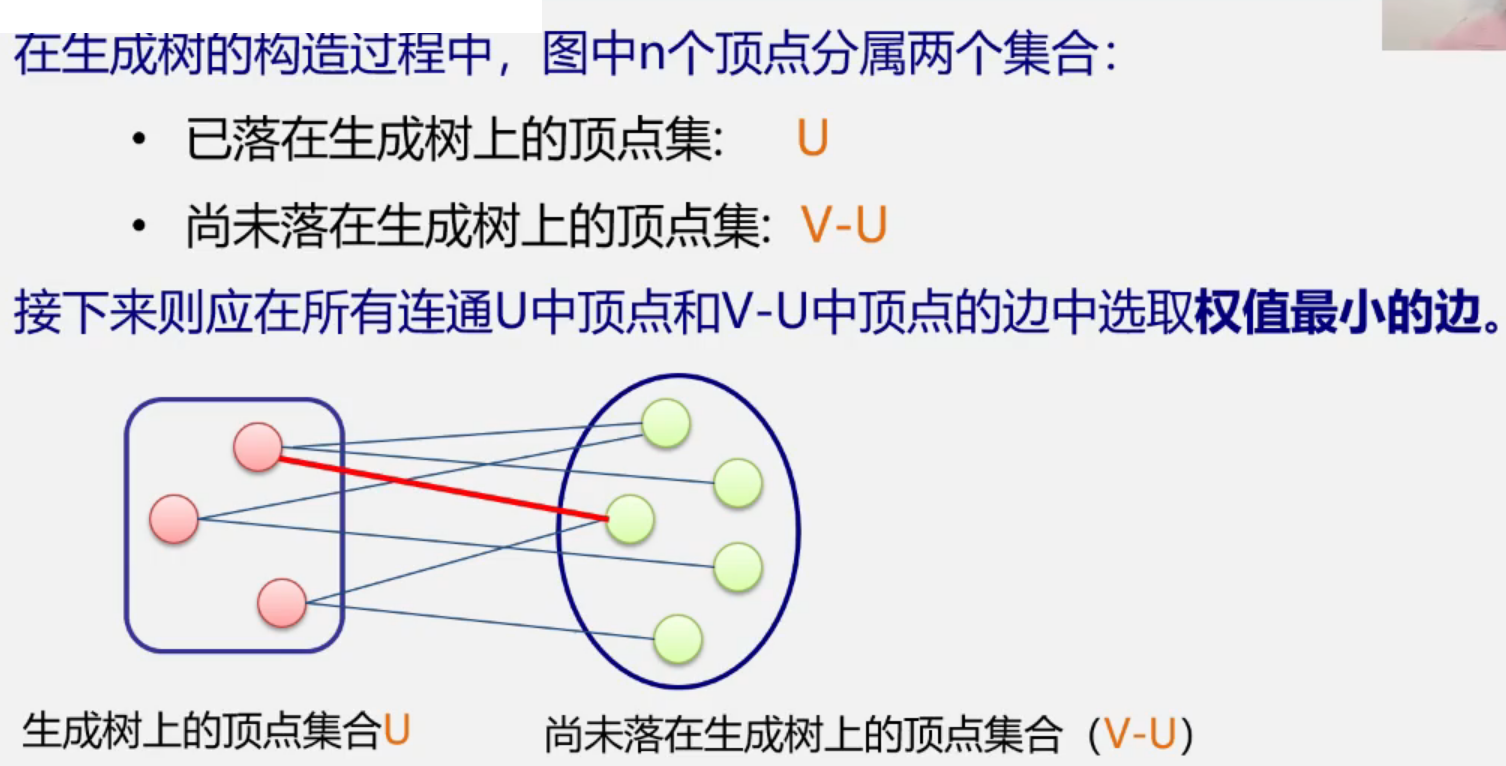 在生成树的构造过程中，图中n个顶点分属两个集合：
• 已落在生成树上的顶点集: U
• 尚未落在生成树上的顶点集: V-U
接下来则应在所有连通U中顶点和V-U中顶点的边中选取权值最小的边。
生成树上的顶点集合U
尚未落在生成树上的顶点集合（V-U）